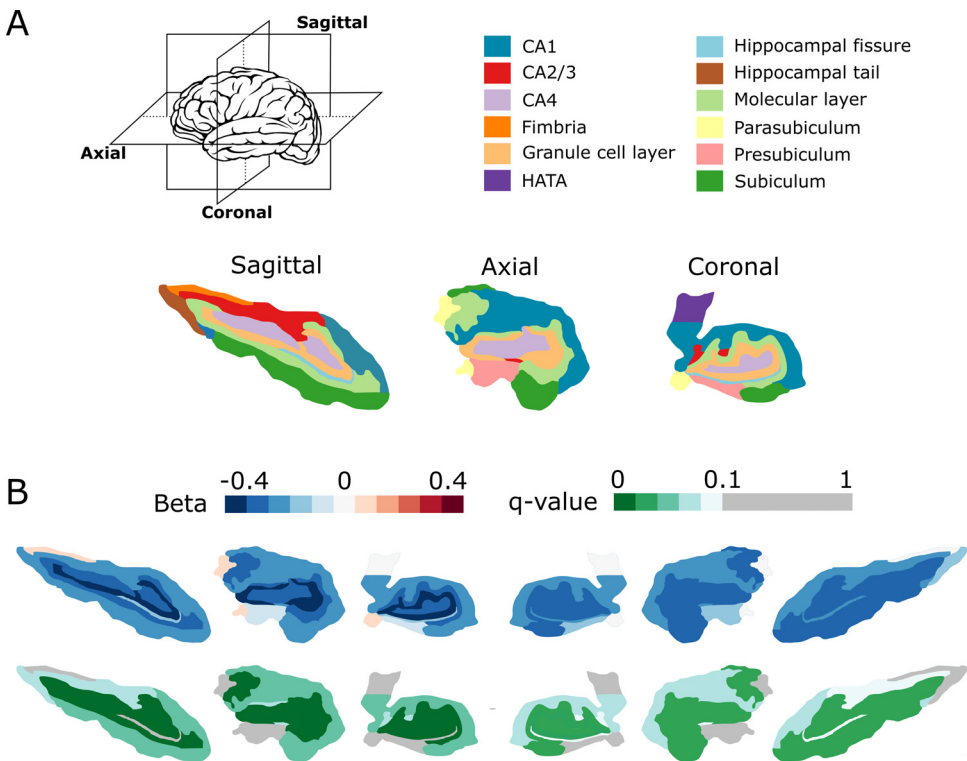 A
Sagittal
Axial
Coronal
CA1
CA2/3
CA4
Fimbria
Granule cell layer
HATA
Hippocampal fissure
Hippocampal tail
Molecular layer
Parasubiculum
Presubiculum
Subiculum
Sagittal
Axial
Coronal
B
Beta
-0.4 0 0.4
q-value
0 0.1 1